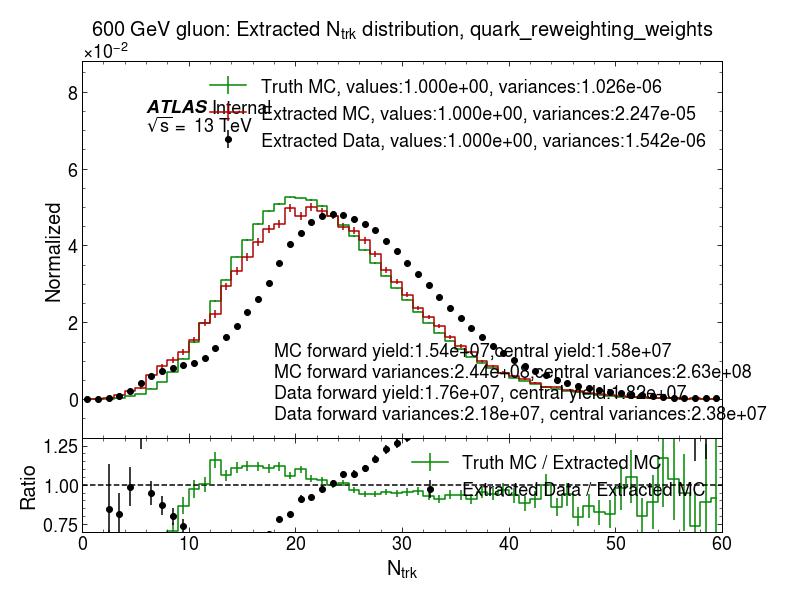 600 GeV gluon: Extracted N_trk distribution, quark_reweighting_weights
×10⁻²
Truth MC, values:1.000e+00, variances:1.026e-06
ATLAS Internal
Extracted MC, values:1.000e+00, variances:2.247e-05
√s = 13 TeV
Extracted Data, values:1.000e+00, variances:1.542e-06
8
6
4
2
0
Normalized
MC forward yield:1.54e+07,central yield:1.58e+07
MC forward variances:2.44e+08,central variances:2.63e+08
Data forward yield:1.76e+07, central yield:1.82e+07
Data forward variances:2.18e+07, central variances:2.38e+07
1.25
1.00
0.75
Ratio
Truth MC / Extracted MC
Extracted Data / Extracted MC
0 10 20 30 40 50 60
N_trk